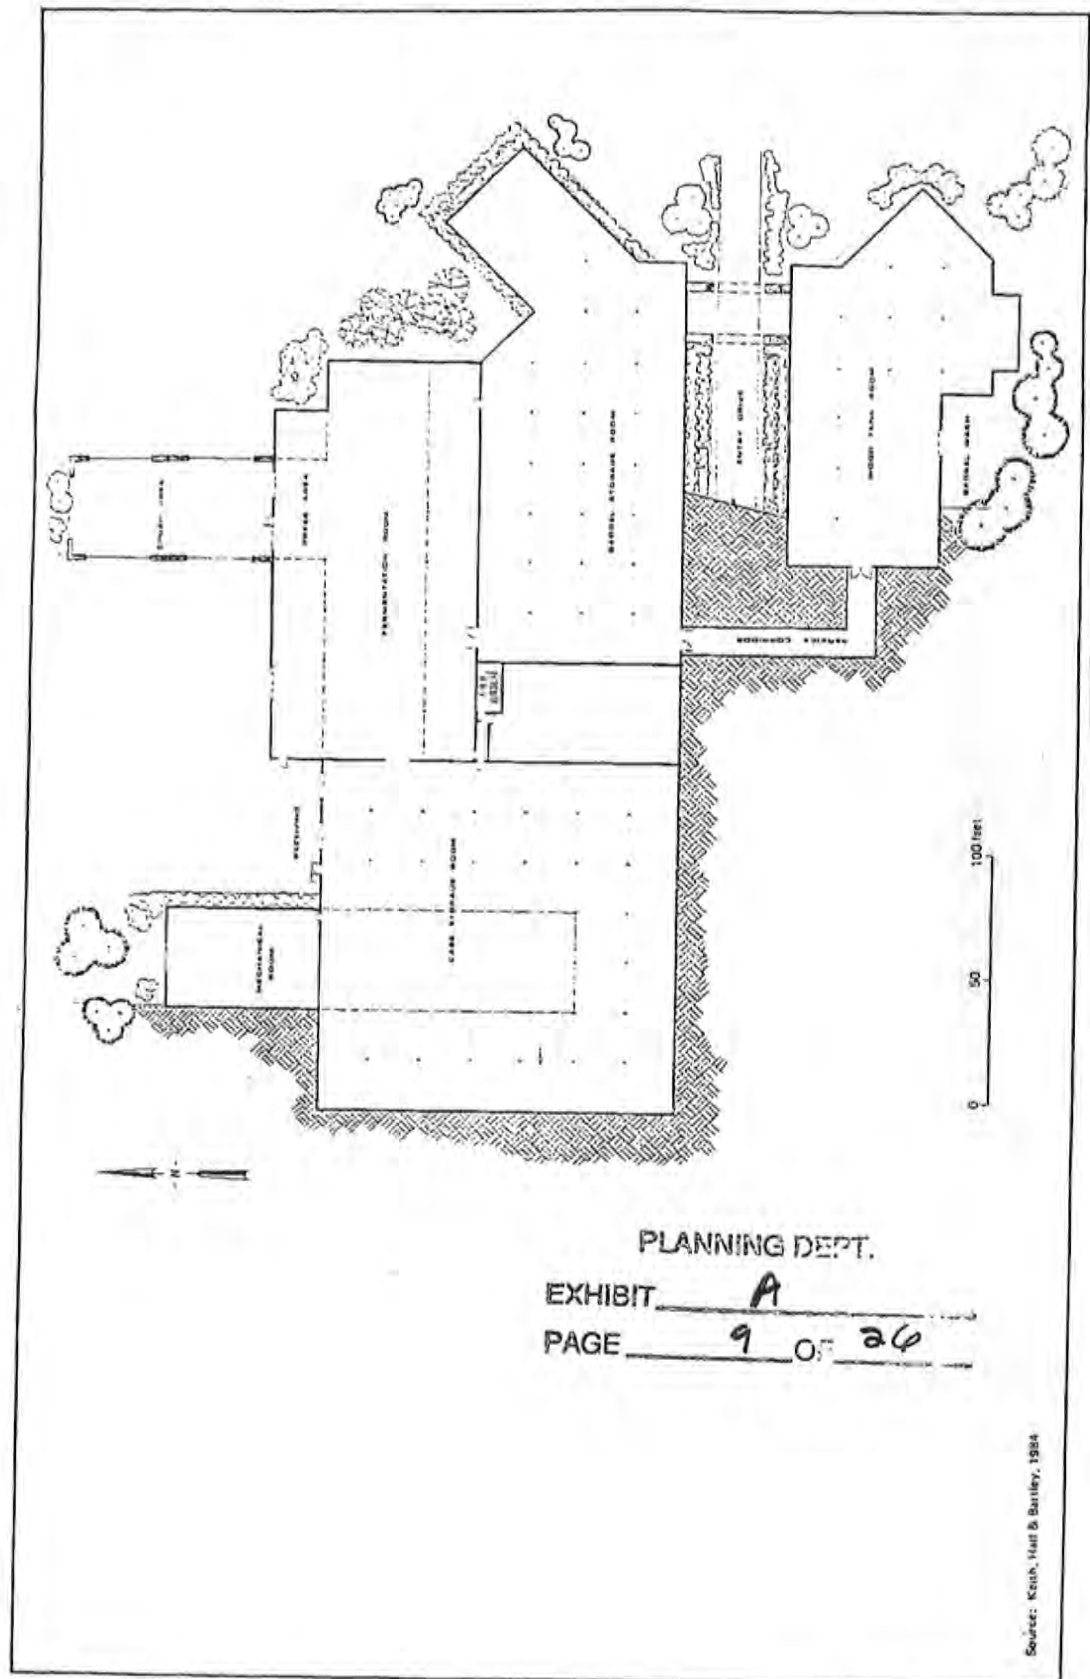 CRUSH AREA
PRESS AREA
FERMENTATION ROOM
BARREL STORAGE ROOM
ENTRY DRIVE
WOOD TANK ROOM
BARREL WASH
SERVICE CORRIDOR
RECEIVING
CASE STORAGE ROOM
MECHANICAL
ROOM
- N -
0 50 100 feet
PLANNING DEPT.
EXHIBIT A
PAGE 9 OF 26
Source: Keith, Hall & Bartley, 1984